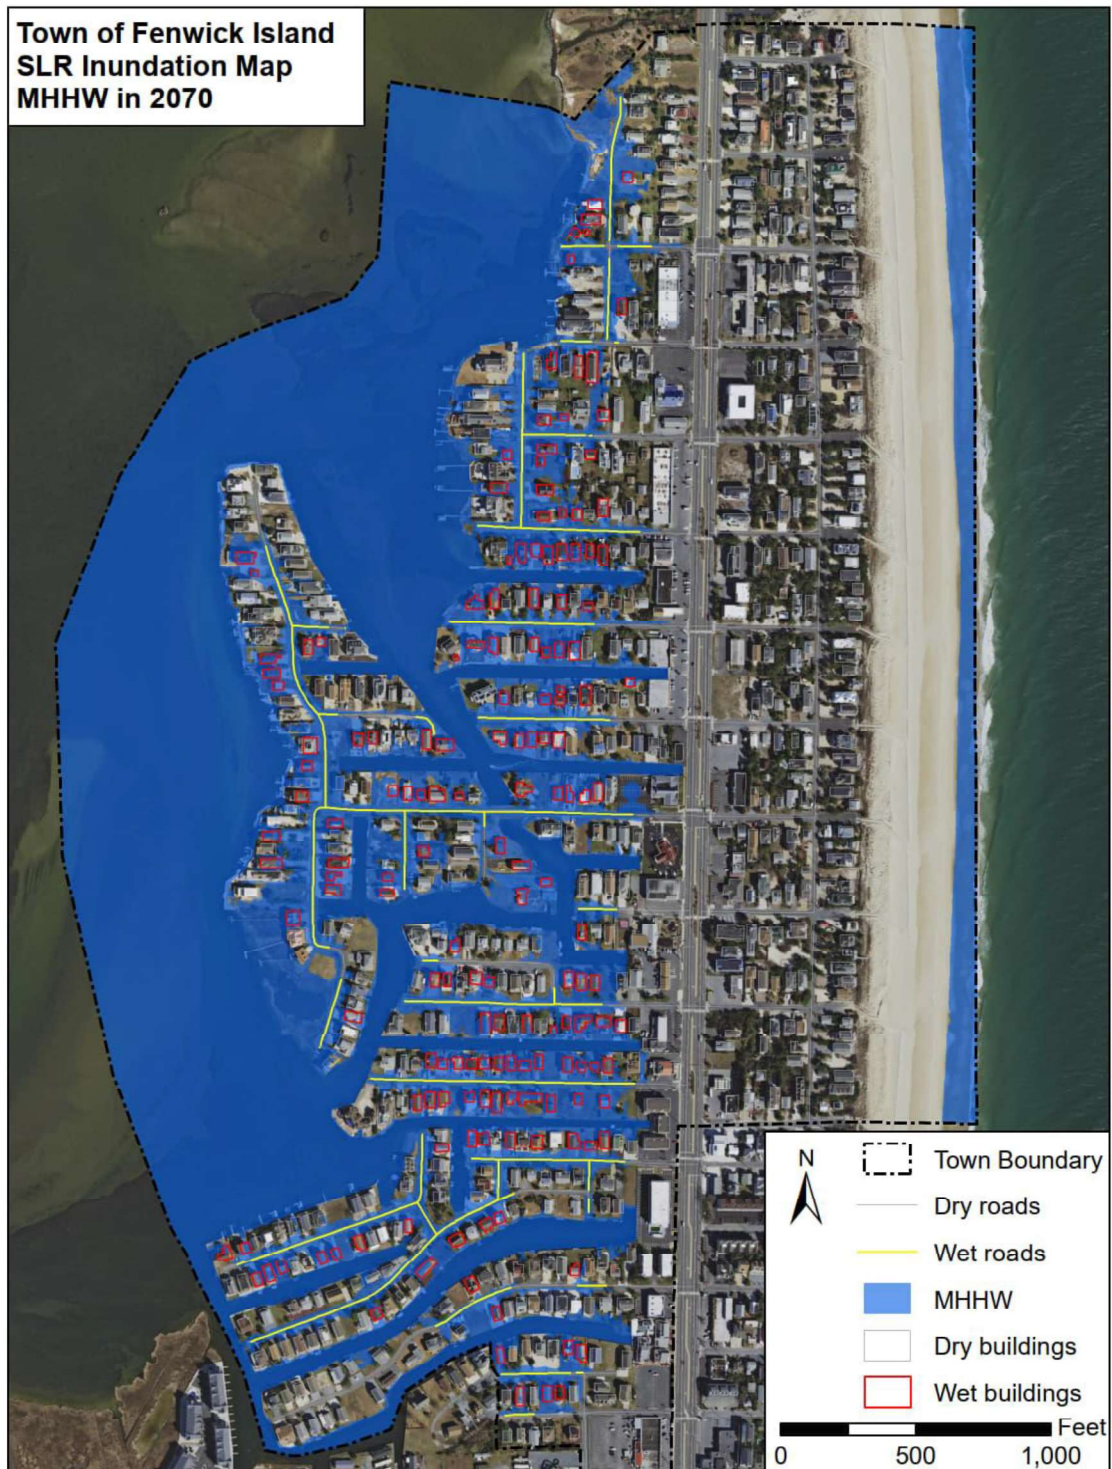 Town of Fenwick Island
SLR Inundation Map
MHHW in 2070
N
Town Boundary
Dry roads
Wet roads
MHHW
Dry buildings
Wet buildings
Feet
0 500 1,000